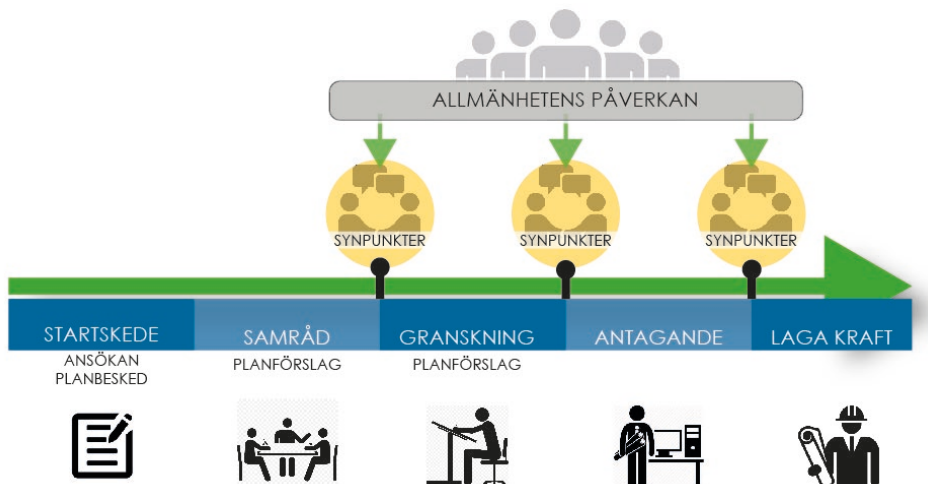 ALLMÄNHETENS PÅVERKAN
SYNPUNKTER
SYNPUNKTER
SYNPUNKTER
STARTSKEDE
ANSÖKAN
PLANBESKED
SAMRÅD
PLANFÖRSLAG
GRANSKNING
PLANFÖRSLAG
ANTAGANDE
LAGA KRAFT